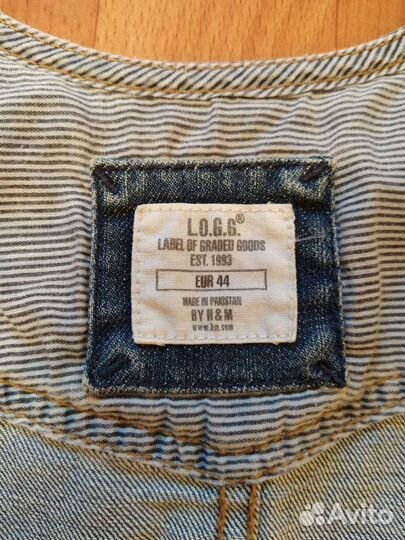 L.O.G.G.®
LABEL OF GRADED GOODS
EST. 1993
EUR 44
MADE IN PAKISTAN
BY H&M
www.hm.com
Avito